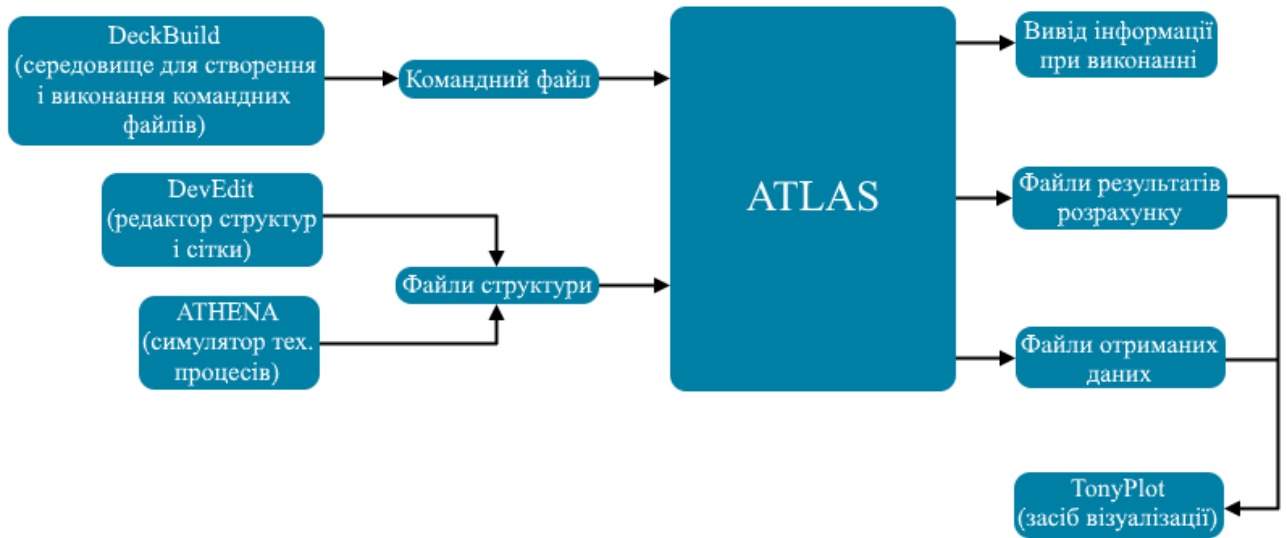 DeckBuild
(середовище для створення
і виконання командних
файлів)
Командний файл
DevEdit
(редактор структур
і сітки)
Файли структури
ATHENA
(симулятор тех.
процесів)
ATLAS
Вивід інформації
при виконанні
Файли результатів
розрахунку
Файли отриманих
даних
TonyPlot
(засіб візуалізації)